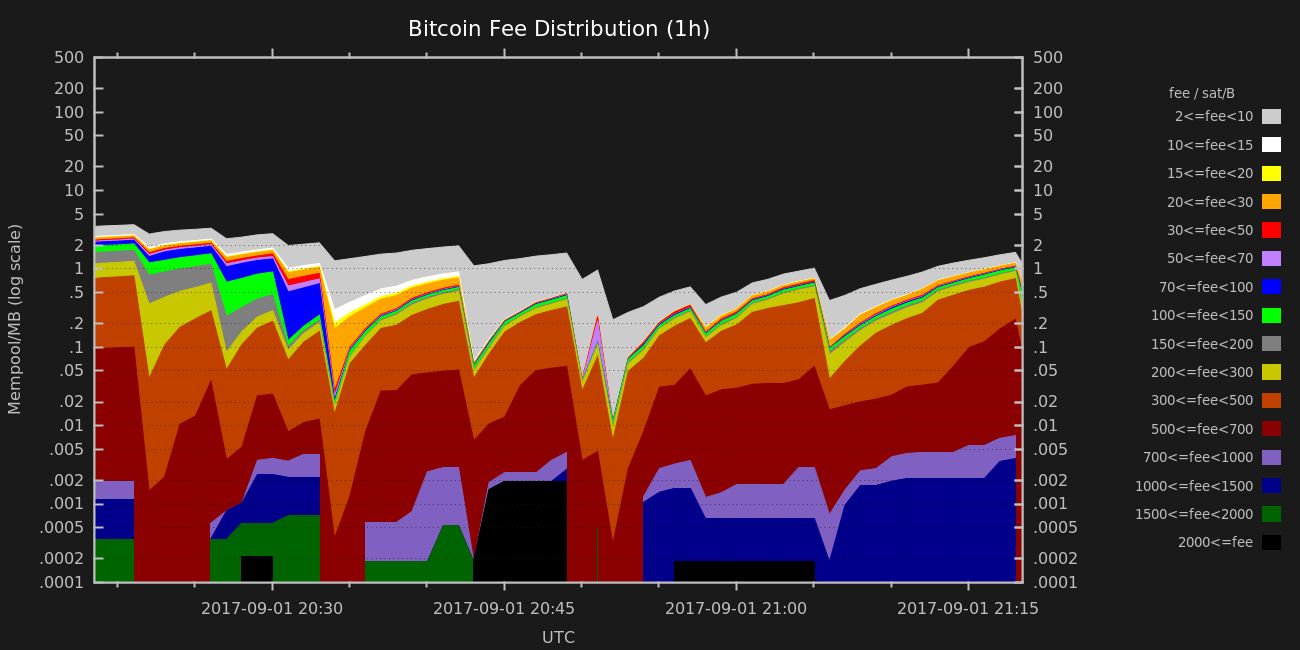 Bitcoin Fee Distribution (1h)
500
200
100
50
20
10
5
2
1
.5
.2
.1
.05
.02
.01
.005
.002
.001
.0005
.0002
.0001
Mempool/MB (log scale)
500
200
100
50
20
10
5
2
1
.5
.2
.1
.05
.02
.01
.005
.002
.001
.0005
.0002
.0001
2017-09-01 20:30
2017-09-01 20:45
2017-09-01 21:00
2017-09-01 21:15
UTC
fee / sat/B
2<=fee<10
10<=fee<15
15<=fee<20
20<=fee<30
30<=fee<50
50<=fee<70
70<=fee<100
100<=fee<150
150<=fee<200
200<=fee<300
300<=fee<500
500<=fee<700
700<=fee<1000
1000<=fee<1500
1500<=fee<2000
2000<=fee